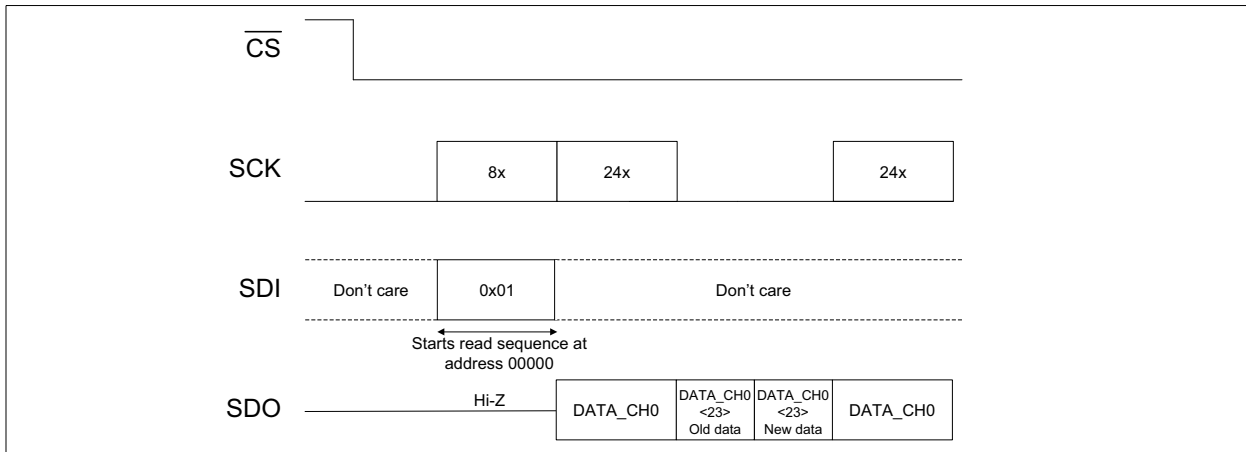 CS
SCK
8x
24x
24x
SDI
Don't care
0x01
Don't care
Starts read sequence at
address 00000
SDO
Hi-Z
DATA_CH0
DATA_CH0
<23>
Old data
DATA_CH0
<23>
New data
DATA_CH0